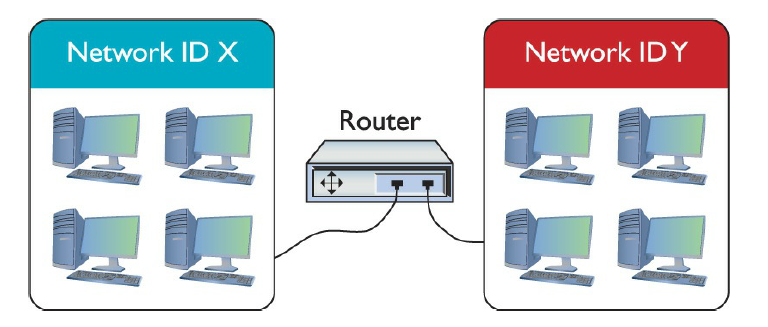 Network ID X
Router
Network ID Y